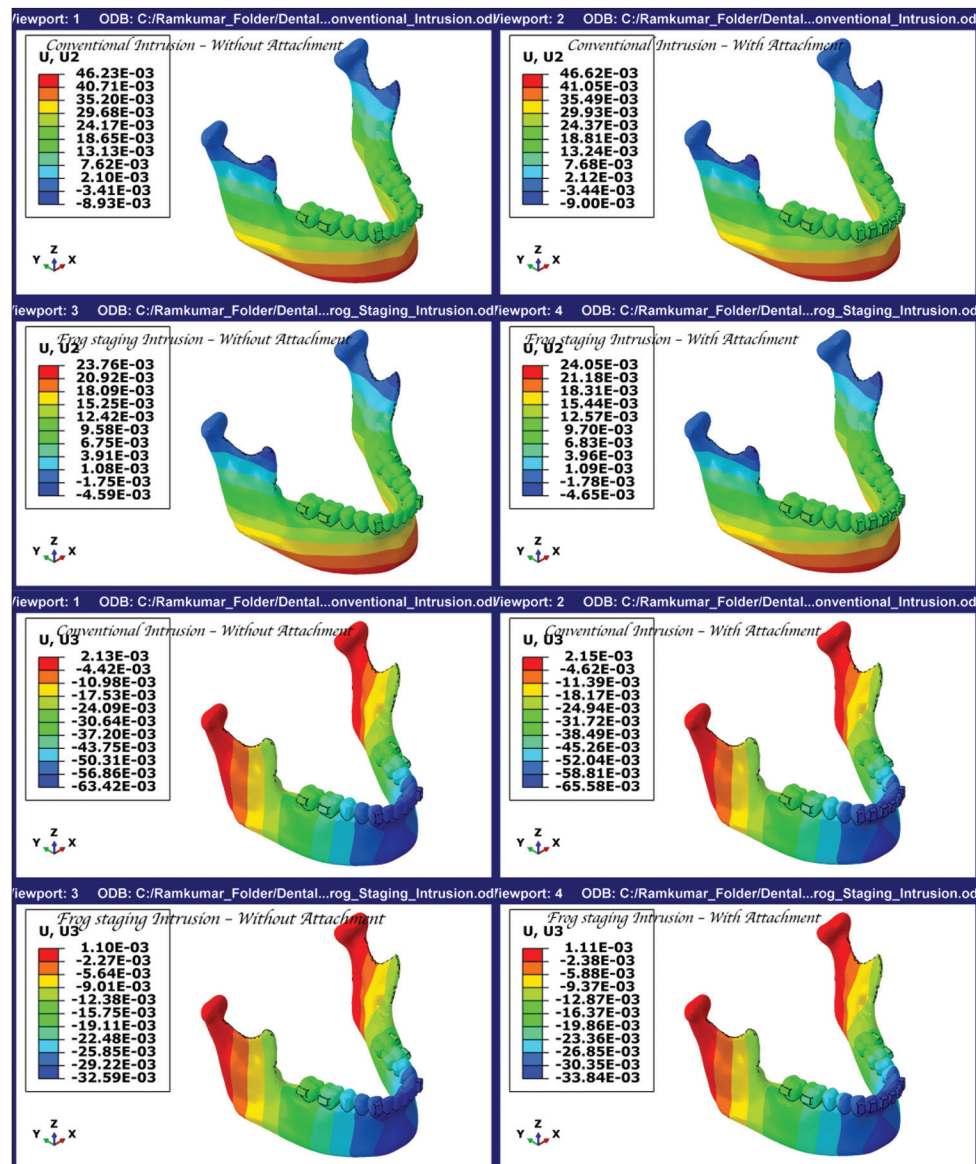 Viewport: 1 ODB: C:/Ramkumar_Folder/Dental...onventional_Intrusion.od
Conventional Intrusion – Without Attachment
U, U2
46.23E-03
40.71E-03
35.20E-03
29.68E-03
24.17E-03
18.65E-03
13.13E-03
7.62E-03
2.10E-03
-3.41E-03
-8.93E-03
Z
Y X
Viewport: 2 ODB: C:/Ramkumar_Folder/Dental...onventional_Intrusion.od
Conventional Intrusion – With Attachment
U, U2
46.62E-03
41.05E-03
35.49E-03
29.93E-03
24.37E-03
18.81E-03
13.24E-03
7.68E-03
2.12E-03
-3.44E-03
-9.00E-03
Z
Y X
Viewport: 3 ODB: C:/Ramkumar_Folder/Dental...rog_Staging_Intrusion.od
Frog staging Intrusion – Without Attachment
U, U2
23.76E-03
20.92E-03
18.09E-03
15.25E-03
12.42E-03
9.58E-03
6.75E-03
3.91E-03
1.08E-03
-1.75E-03
-4.59E-03
Z
Y X
Viewport: 4 ODB: C:/Ramkumar_Folder/Dental...rog_Staging_Intrusion.od
Frog staging Intrusion – With Attachment
U, U2
24.05E-03
21.18E-03
18.31E-03
15.44E-03
12.57E-03
9.70E-03
6.83E-03
3.96E-03
1.09E-03
-1.78E-03
-4.65E-03
Z
Y X
Viewport: 1 ODB: C:/Ramkumar_Folder/Dental...onventional_Intrusion.od
Conventional Intrusion – Without Attachment
U, U3
2.13E-03
-4.42E-03
-10.98E-03
-17.53E-03
-24.09E-03
-30.64E-03
-37.20E-03
-43.75E-03
-50.31E-03
-56.86E-03
-63.42E-03
Z
Y X
Viewport: 2 ODB: C:/Ramkumar_Folder/Dental...onventional_Intrusion.od
Conventional Intrusion – With Attachment
U, U3
2.15E-03
-4.62E-03
-11.39E-03
-18.17E-03
-24.94E-03
-31.72E-03
-38.49E-03
-45.26E-03
-52.04E-03
-58.81E-03
-65.58E-03
Z
Y X
Viewport: 3 ODB: C:/Ramkumar_Folder/Dental...rog_Staging_Intrusion.od
Frog staging Intrusion – Without Attachment
U, U3
1.10E-03
-2.27E-03
-5.64E-03
-9.01E-03
-12.38E-03
-15.75E-03
-19.11E-03
-22.48E-03
-25.85E-03
-29.22E-03
-32.59E-03
Z
Y X
Viewport: 4 ODB: C:/Ramkumar_Folder/Dental...rog_Staging_Intrusion.od
Frog staging Intrusion – With Attachment
U, U3
1.11E-03
-2.38E-03
-5.88E-03
-9.37E-03
-12.87E-03
-16.37E-03
-19.86E-03
-23.36E-03
-26.85E-03
-30.35E-03
-33.84E-03
Z
Y X